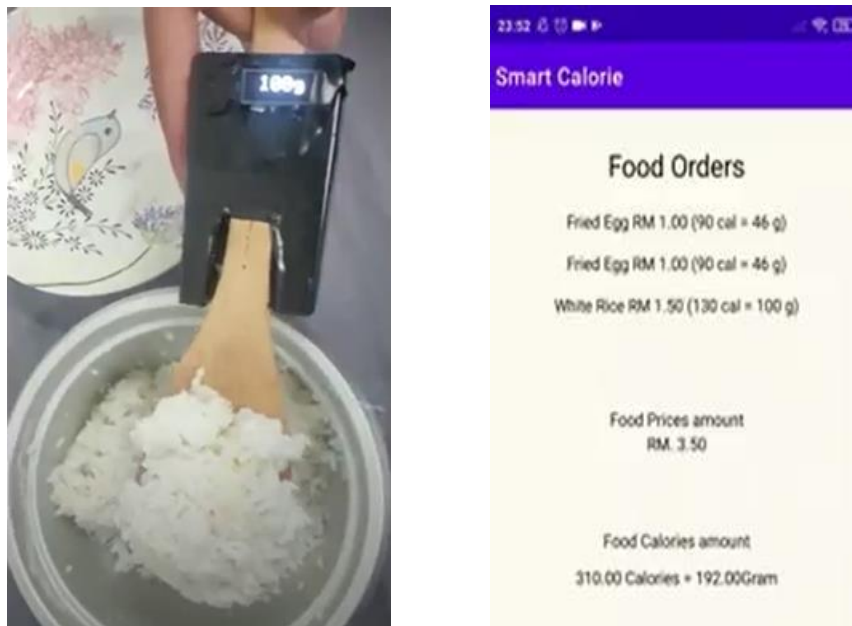 100g
23:52
Smart Calorie
Food Orders
Fried Egg RM 1.00 (90 cal = 46 g)
Fried Egg RM 1.00 (90 cal = 46 g)
White Rice RM 1.50 (130 cal = 100 g)
Food Prices amount
RM. 3.50
Food Calories amount
310.00 Calories = 192.00Gram